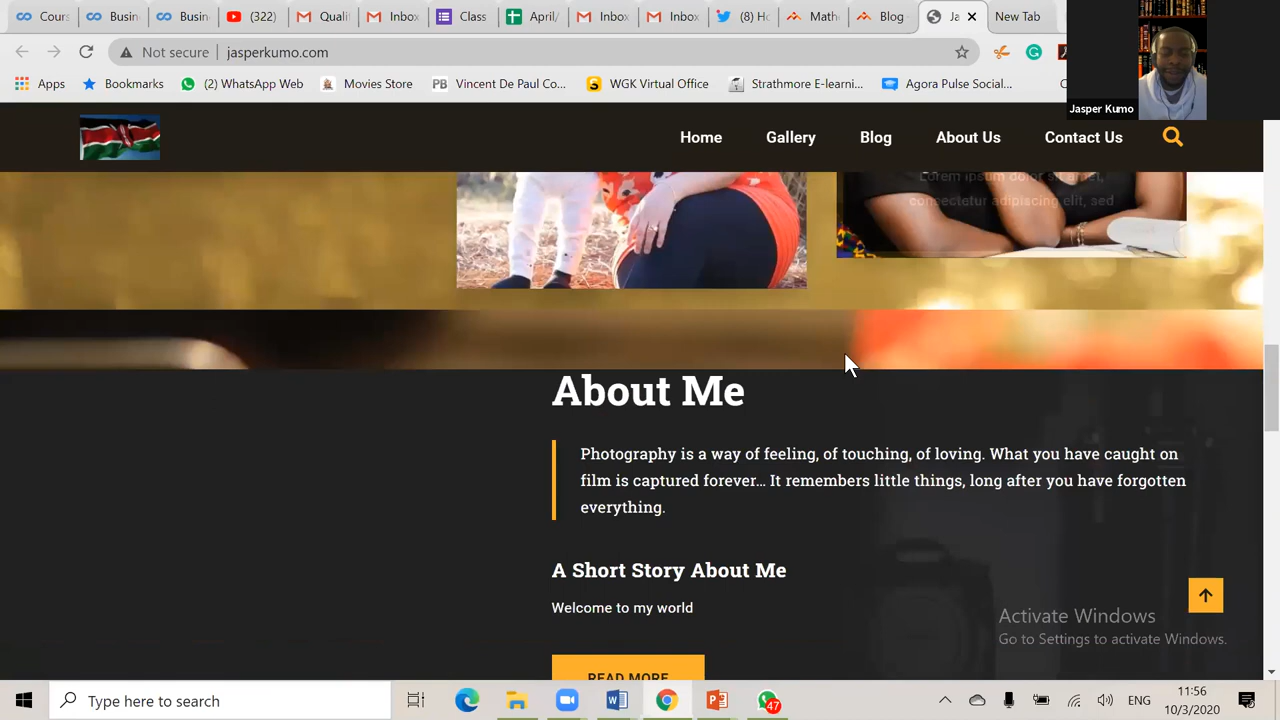 Cours
Busin
Busin
(322)
Quali
Inbox
Class
April/
Inbox
Inbox
(8) Ho
Math
Blog
Ja
New Tab
Not secure
jasperkumo.com
Apps
Bookmarks
(2) WhatsApp Web
Movies Store
Vincent De Paul Co...
WGK Virtual Office
Strathmore E-learni...
Agora Pulse Social...
Jasper Kumo
Home
Gallery
Blog
About Us
Contact Us
Lorem ipsum dolor sit amet,
consectetur adipiscing elit, sed
About Me
Photography is a way of feeling, of touching, of loving. What you have caught on
film is captured forever... It remembers little things, long after you have forgotten
everything.
A Short Story About Me
Welcome to my world
READ MORE
Activate Windows
Go to Settings to activate Windows.
Type here to search
47
ENG
11:56
10/3/2020